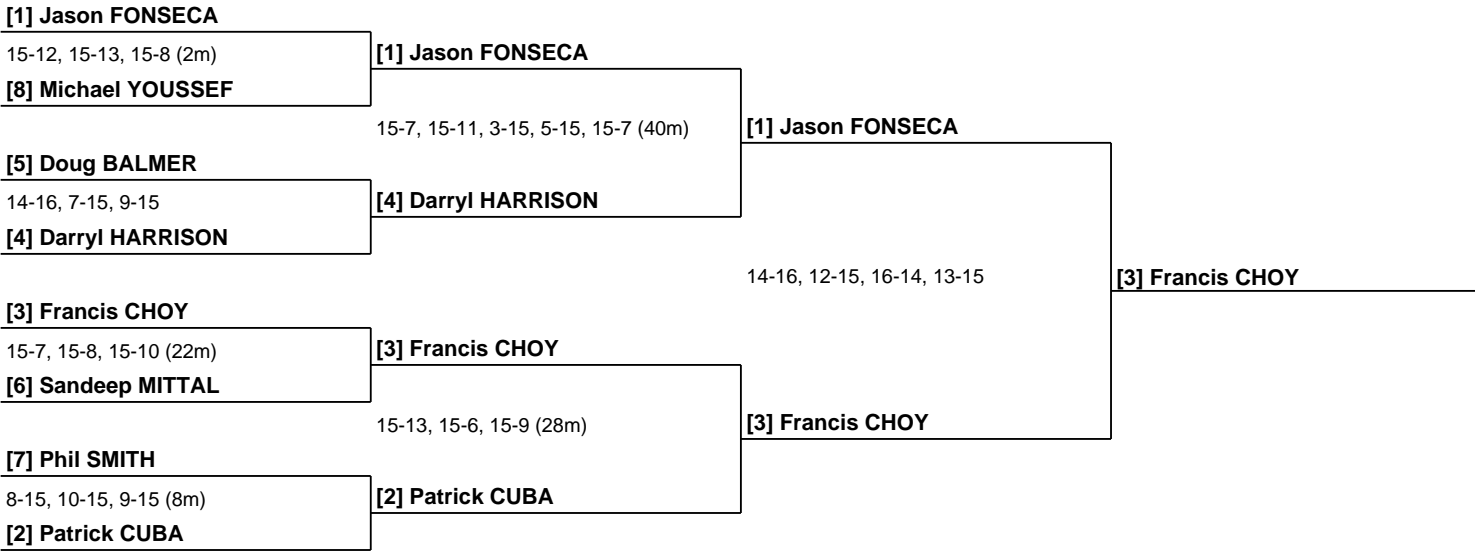 [1] Jason FONSECA
15-12, 15-13, 15-8 (2m)
[8] Michael YOUSSEF
[1] Jason FONSECA
15-7, 15-11, 3-15, 5-15, 15-7 (40m)
[1] Jason FONSECA
[5] Doug BALMER
14-16, 7-15, 9-15
[4] Darryl HARRISON
[4] Darryl HARRISON
14-16, 12-15, 16-14, 13-15
[3] Francis CHOY
[3] Francis CHOY
15-7, 15-8, 15-10 (22m)
[6] Sandeep MITTAL
[3] Francis CHOY
15-13, 15-6, 15-9 (28m)
[3] Francis CHOY
[7] Phil SMITH
8-15, 10-15, 9-15 (8m)
[2] Patrick CUBA
[2] Patrick CUBA